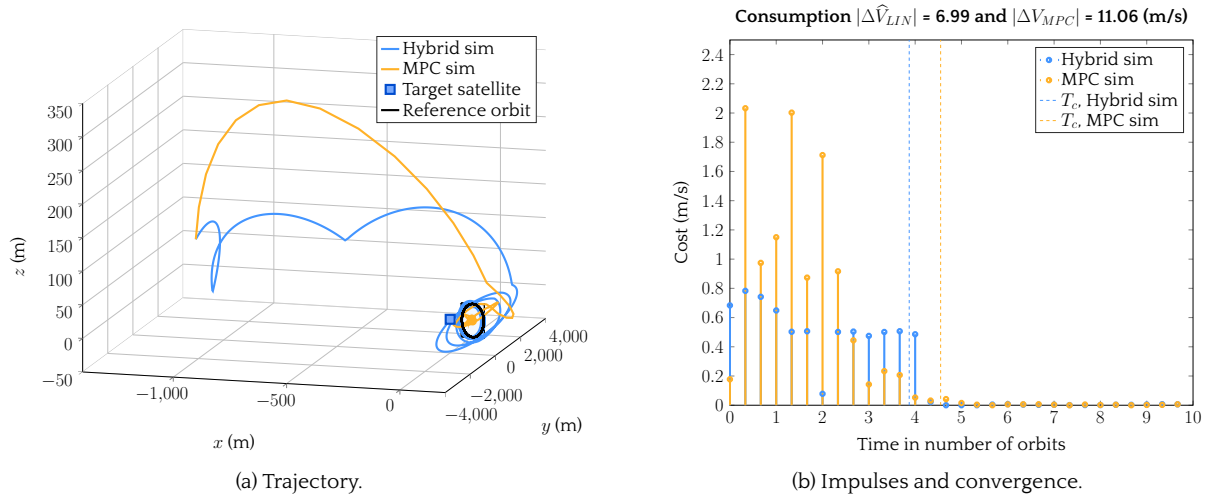 Hybrid sim
MPC sim
Target satellite
Reference orbit
350
300
250
200
150
100
50
0
−50
z (m)
−1,000
−500
0
x (m)
−4,000
−2,000
0
2,000
4,000
y (m)
(a) Trajectory.
Consumption |ΔV̂_LIN| = 6.99 and |ΔV_MPC| = 11.06 (m/s)
Hybrid sim
MPC sim
T_c, Hybrid sim
T_c, MPC sim
2.4
2.2
2
1.8
1.6
1.4
1.2
1
0.8
0.6
0.4
0.2
0
Cost (m/s)
0 1 2 3 4 5 6 7 8 9 10
Time in number of orbits
(b) Impulses and convergence.